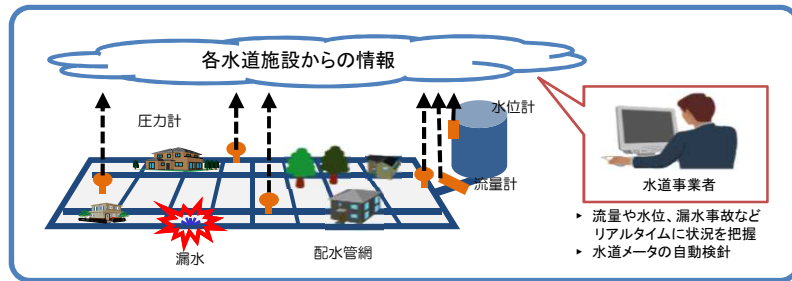 各水道施設からの情報
圧力計
水位計
流量計
水道事業者
漏水
配水管網
▸ 流量や水位、漏水事故など
リアルタイムに状況を把握
▸ 水道メータの自動検針